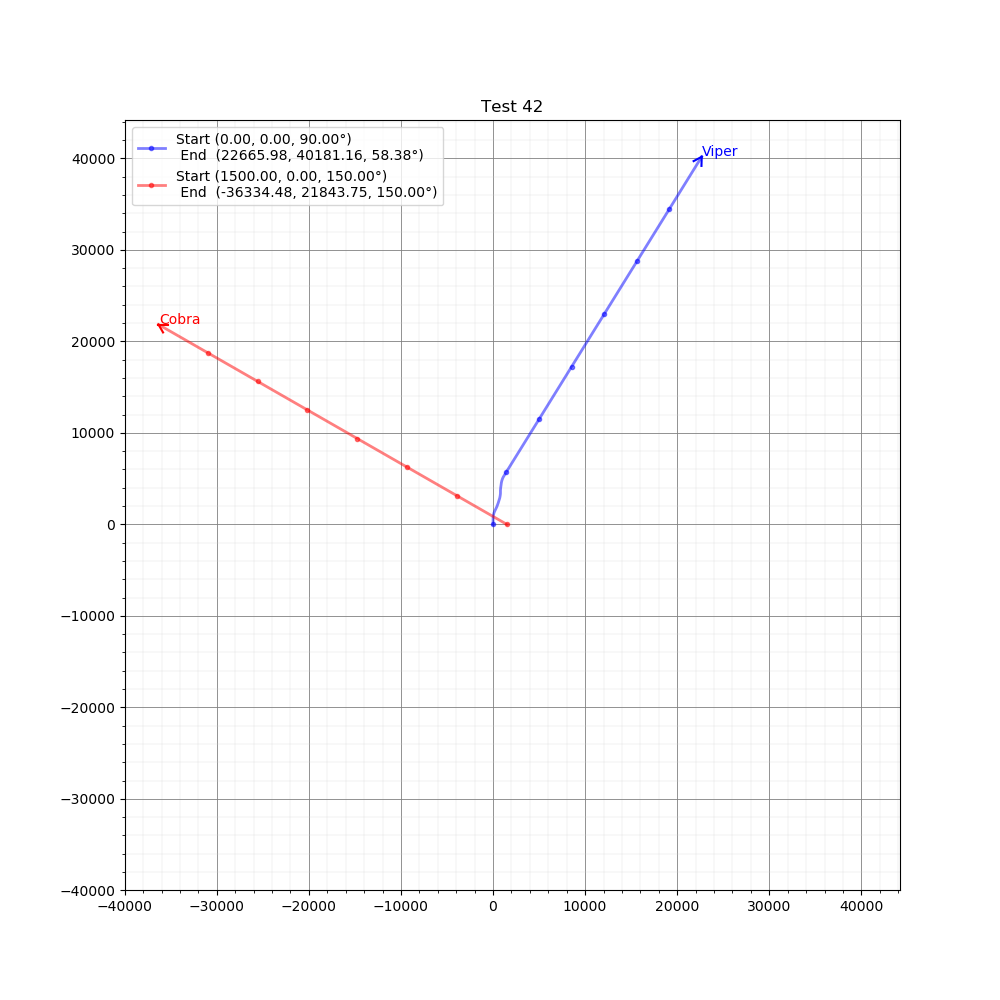 Test 42
Start (0.00, 0.00, 90.00°)
End (22665.98, 40181.16, 58.38°)
Start (1500.00, 0.00, 150.00°)
End (-36334.48, 21843.75, 150.00°)
Viper
Cobra
40000
30000
20000
10000
0
−10000
−20000
−30000
−40000
−40000 −30000 −20000 −10000 0 10000 20000 30000 40000